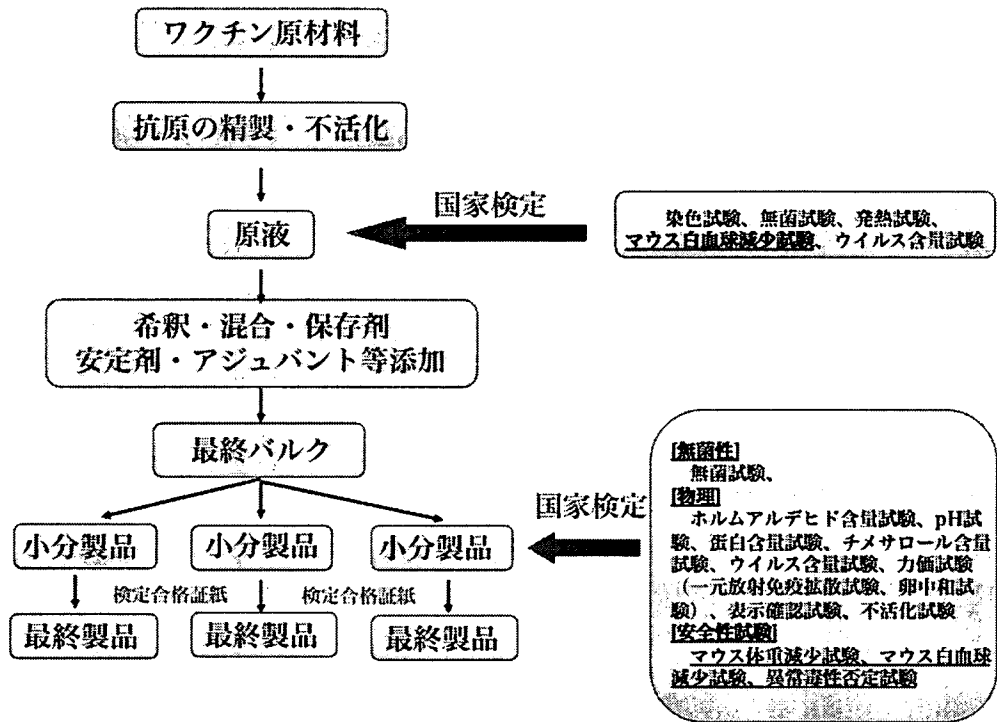 ワクチン原材料
抗原の精製・不活化
国家検定
原液
染色試験、無菌試験、発熱試験、
マウス白血球減少試験、ウイルス含量試験
希釈・混合・保存剤
安定剤・アジュバント等添加
最終バルク
国家検定
小分製品
小分製品
小分製品
検定合格証紙
検定合格証紙
最終製品
最終製品
最終製品
[無菌性]
無菌試験、
[物理]
ホルムアルデヒド含量試験、pH試
験、蛋白含量試験、チメサロール含量
試験、ウイルス含量試験、力価試験
（一元放射免疫拡散試験、卵中和試
験）、表示確認試験、不活化試験
[安全性試験]
マウス体重減少試験、マウス白血球
減少試験、異常毒性否定試験